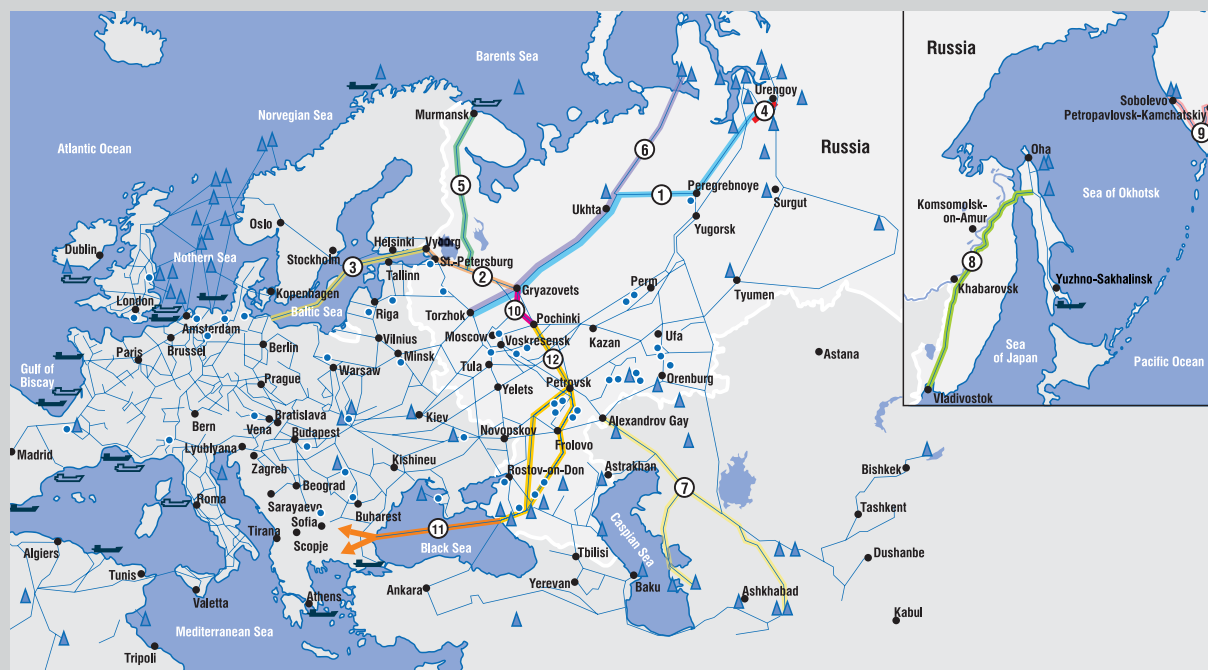 Barents Sea
Norvegian Sea
Atlantic Ocean
Murmansk
Urengoy
4
6
Russia
5
1
Peregrebnoye
Ukhta
Surgut
Yugorsk
Oslo
Dublin
Nothern Sea
Stockholm
Helsinki
Vyborg
St.-Petersburg
3
Tallinn
2
Gryazovets
Perm
Tyumen
Kopenhagen
Baltic Sea
London
Riga
Torzhok
10
Pochinki
Amsterdam
Brussel
Berlin
Vilnius
Moscow
Voskresensk
Kazan
Ufa
Astana
Paris
Minsk
Tula
12
Gulf of
Biscay
Prague
Warsaw
Yelets
Petrovsk
Orenburg
Bratislava
Kiev
Alexandrov Gay
Bern
Vena
Budapest
Novopskov
Frolovo
Madrid
Lyublyana
Zagreb
Kishineu
Rostov-on-Don
Astrakhan
Bishkek
Beograd
7
Roma
Sarayaevo
Buharest
Tashkent
Sofia
Tirana
Scopje
11
Black Sea
Caspian Sea
Algiers
Tbilisi
Dushanbe
Tunis
Ankara
Yerevan
Baku
Ashkhabad
Valetta
Athens
Kabul
Mediterranean Sea
Tripoli
Russia
Sobolevo
Petropavlovsk-Kamchatskiy
9
Oha
Sea of Okhotsk
Komsomolsk-
on-Amur
8
Khabarovsk
Yuzhno-Sakhalinsk
Sea
of Japan
Pacific Ocean
Vladivostok